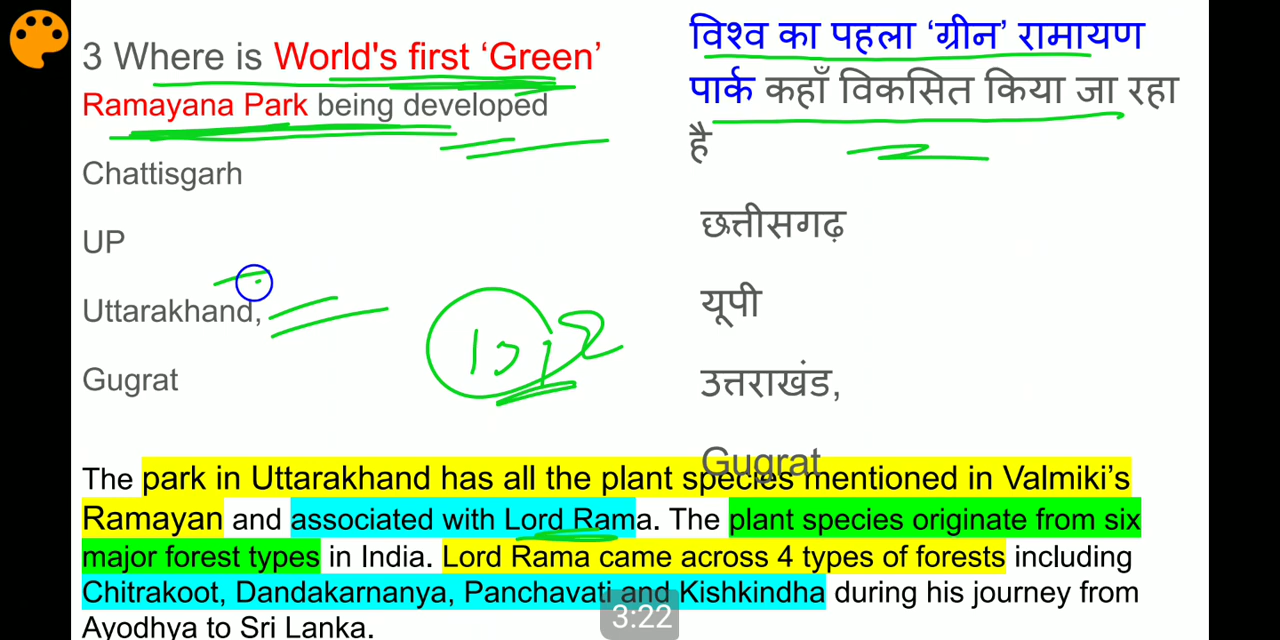 3 Where is World's first ‘Green’
Ramayana Park being developed
Chattisgarh
UP
Uttarakhand,
Gugrat
विश्व का पहला ‘ग्रीन’ रामायण
पार्क कहाँ विकसित किया जा रहा
है
छत्तीसगढ़
यूपी
उत्तराखंड,
Gugrat
The park in Uttarakhand has all the plant species mentioned in Valmiki’s
Ramayan and associated with Lord Rama. The plant species originate from six
major forest types in India. Lord Rama came across 4 types of forests including
Chitrakoot, Dandakarnanya, Panchavati and Kishkindha during his journey from
Ayodhya to Sri Lanka.
3:22